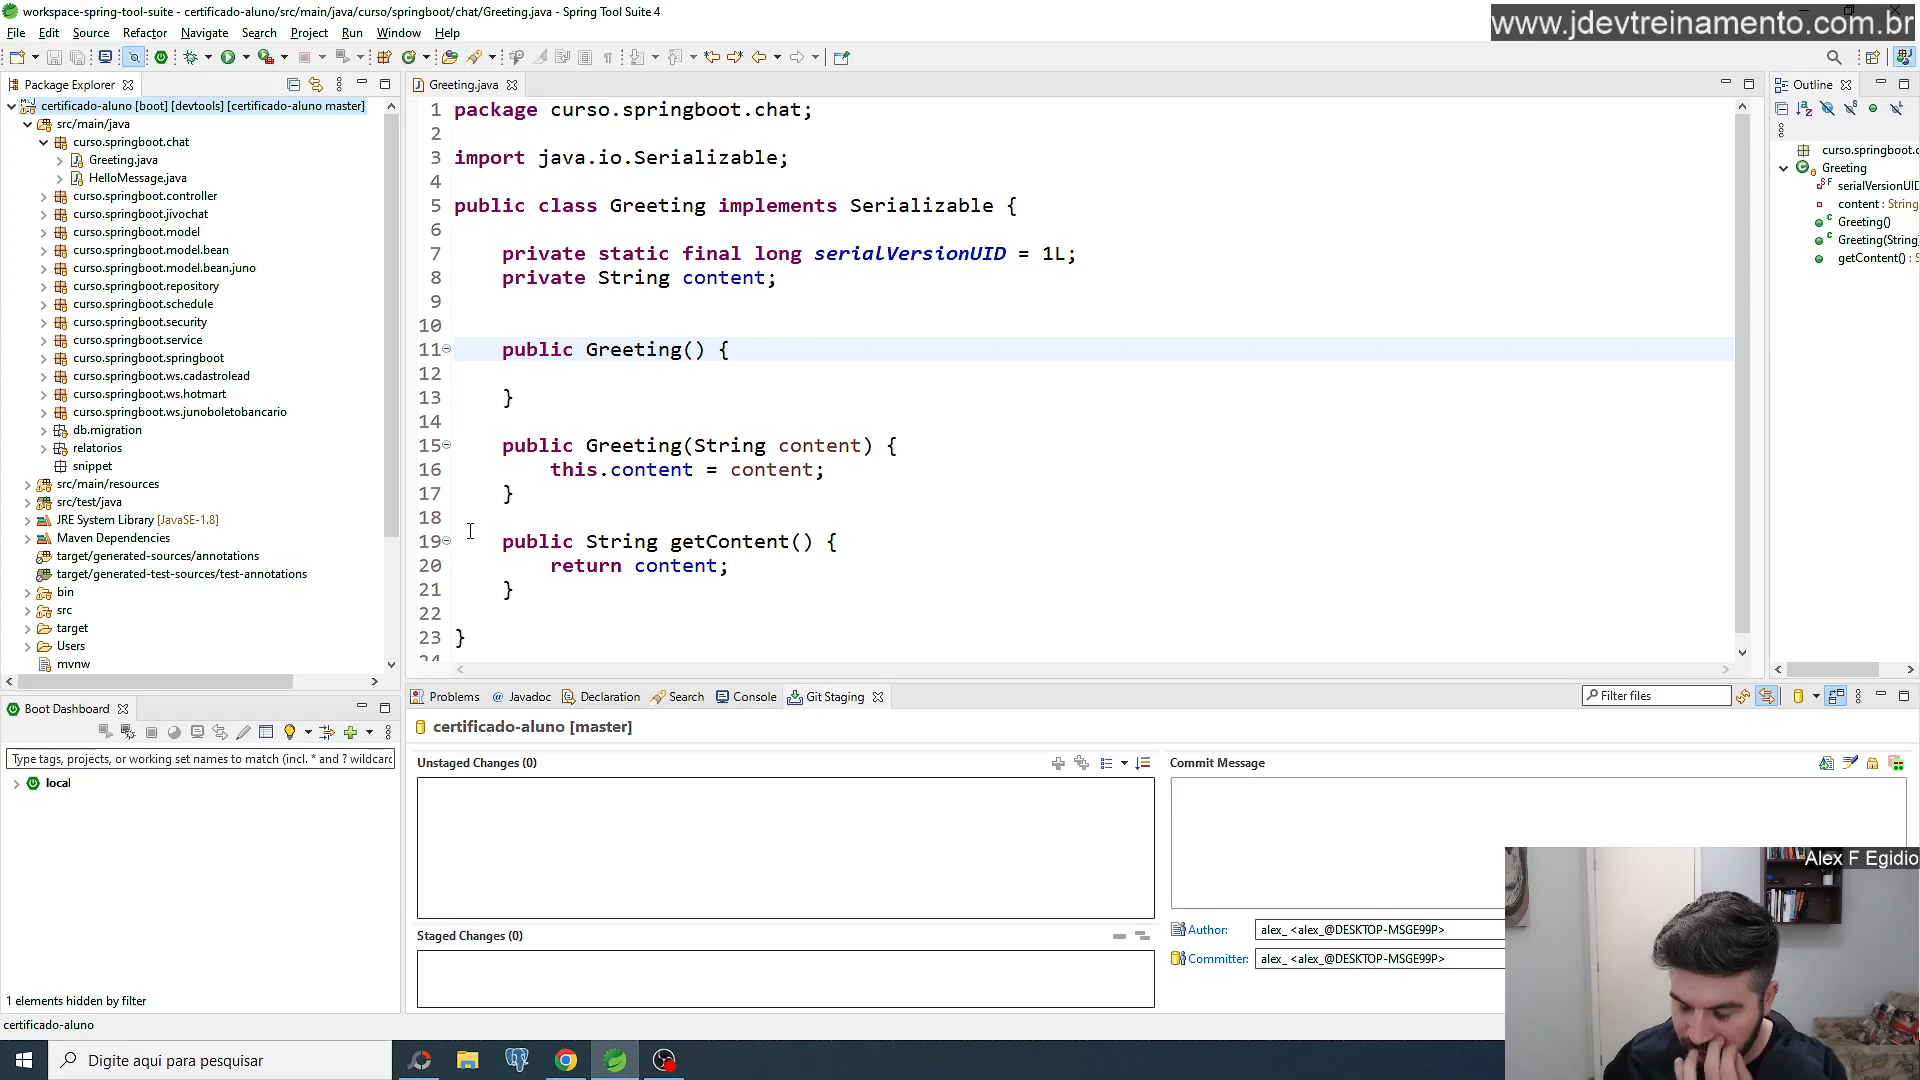 workspace-spring-tool-suite - certificado-aluno/src/main/java/curso/springboot/chat/Greeting.java - Spring Tool Suite 4
www.jdevtreinamento.com.br
File Edit Source Refactor Navigate Search Project Run Window Help
Package Explorer
certificado-aluno [boot] [devtools] [certificado-aluno master]
src/main/java
curso.springboot.chat
Greeting.java
HelloMessage.java
curso.springboot.controller
curso.springboot.jivochat
curso.springboot.model
curso.springboot.model.bean
curso.springboot.model.bean.juno
curso.springboot.repository
curso.springboot.schedule
curso.springboot.security
curso.springboot.service
curso.springboot.springboot
curso.springboot.ws.cadastrolead
curso.springboot.ws.hotmart
curso.springboot.ws.junoboletobancario
db.migration
relatorios
snippet
src/main/resources
src/test/java
JRE System Library [JavaSE-1.8]
Maven Dependencies
target/generated-sources/annotations
target/generated-test-sources/test-annotations
bin
src
target
Users
mvnw
Greeting.java
1 package curso.springboot.chat;
2
3 import java.io.Serializable;
4
5 public class Greeting implements Serializable {
6
7 private static final long serialVersionUID = 1L;
8 private String content;
9
10
11 public Greeting() {
12
13 }
14
15 public Greeting(String content) {
16 this.content = content;
17 }
18
19 public String getContent() {
20 return content;
21 }
22
23 }
24
Outline
curso.springboot.c
Greeting
serialVersionUID
content : String
Greeting()
Greeting(String
getContent() : S
Boot Dashboard
Type tags, projects, or working set names to match (incl. * and ? wildcarc
local
1 elements hidden by filter
certificado-aluno
Problems @ Javadoc Declaration Search Console Git Staging
Filter files
certificado-aluno [master]
Unstaged Changes (0)
Staged Changes (0)
Commit Message
Author: alex_ <alex_@DESKTOP-MSGE99P>
Committer: alex_ <alex_@DESKTOP-MSGE99P>
Alex F Egidio
Digite aqui para pesquisar